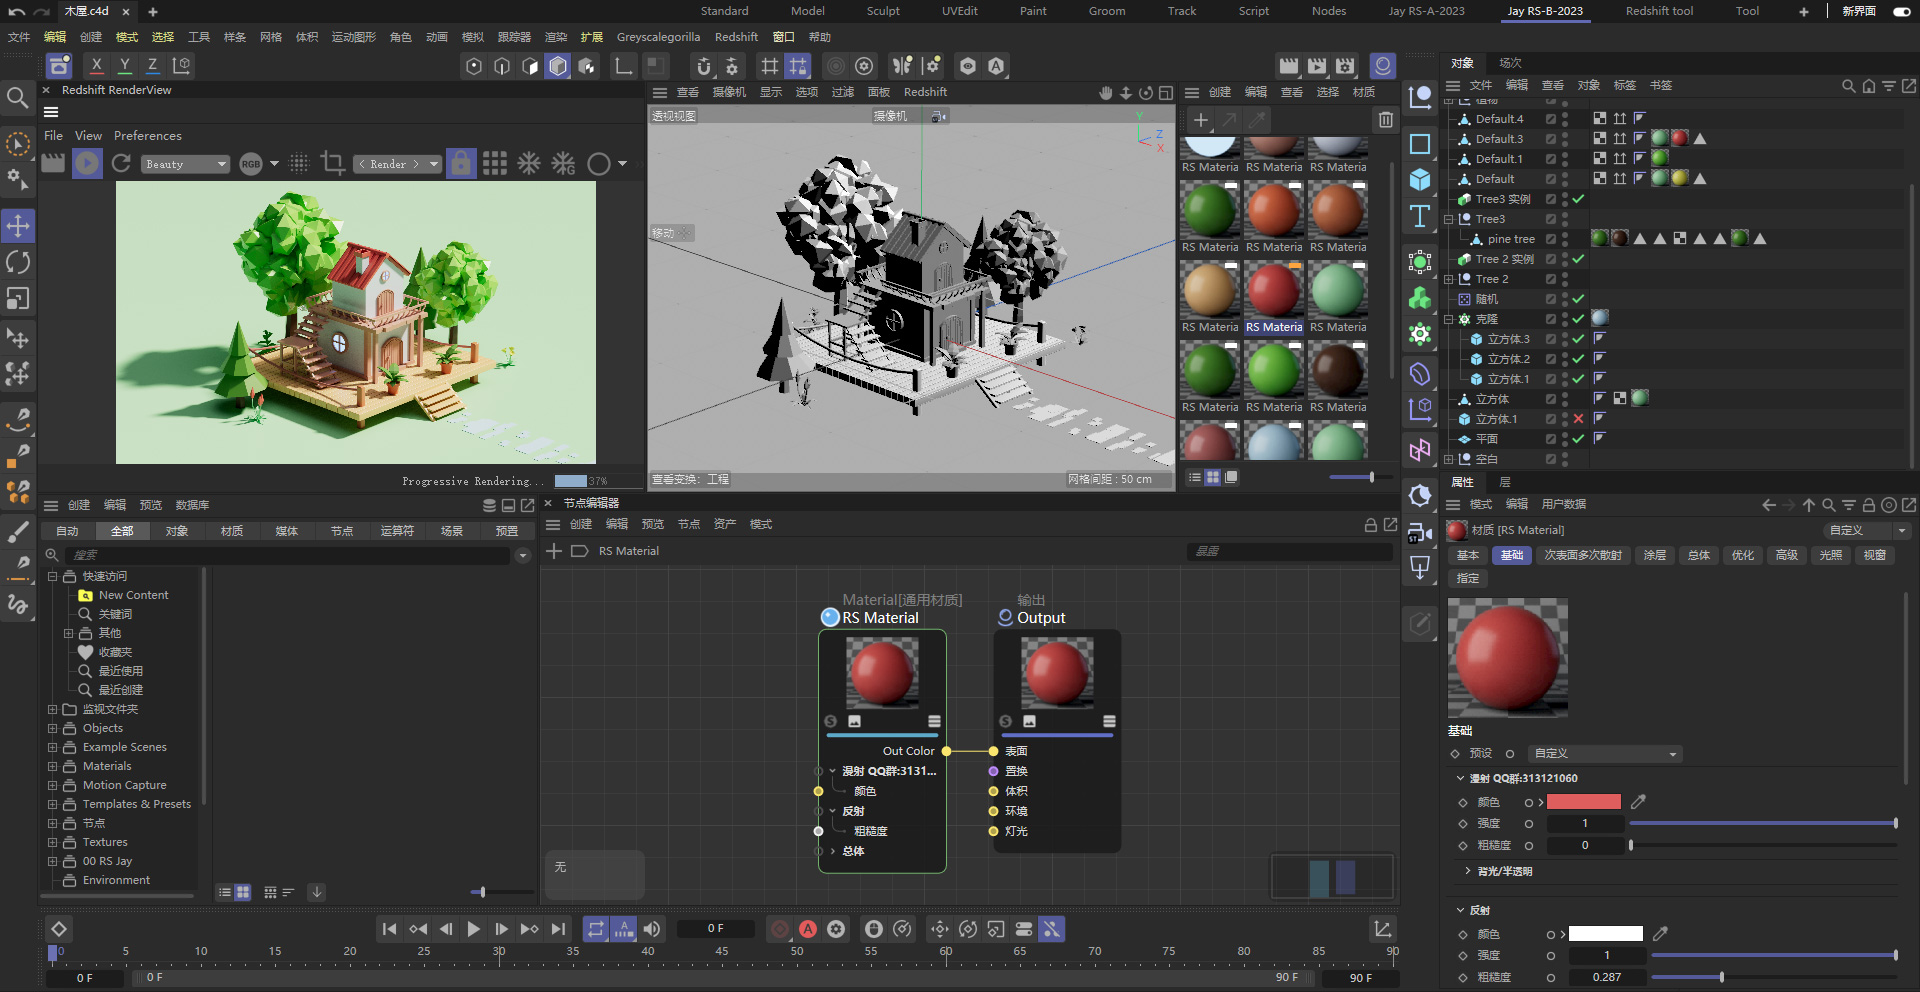 木屋.c4d
Standard Model Sculpt UVEdit Paint Groom Track Script Nodes Jay RS-A-2023 Jay RS-B-2023 Redshift tool Tool 新界面
文件 编辑 创建 模式 选择 工具 样条 网格 体积 运动图形 角色 动画 模拟 跟踪器 渲染 扩展 Greyscalegorilla Redshift 窗口 帮助
X Y Z
Redshift RenderView
File View Preferences
Beauty RGB < Render >
Progressive Rendering... 37%
查看 摄像机 显示 选项 过滤 面板 Redshift
透视视图 摄像机
Y
Z
X
移动
查看变换：工程 网格间距：50 cm
创建 编辑 查看 选择 材质
RS Materia RS Materia RS Materia
RS Materia RS Materia RS Materia
RS Materia RS Materia RS Materia
RS Materia RS Materia RS Materia
对象 场次
文件 编辑 查看 对象 标签 书签
植物
Default.4
Default.3
Default.1
Default
Tree3 实例
Tree3
pine tree
Tree 2 实例
Tree 2
随机
克隆
立方体.3
立方体.2
立方体.1
立方体
立方体.1
平面
空白
创建 编辑 预览 数据库
自动 全部 对象 材质 媒体 节点 运算符 场景 预置
搜索
快速访问
New Content
关键词
其他
收藏夹
最近使用
最近创建
监视文件夹
Objects
Example Scenes
Materials
Motion Capture
Templates & Presets
节点
Textures
00 RS Jay
Environment
节点编辑器
创建 编辑 预览 节点 资产 模式
RS Material
Material[通用材质]
RS Material
Out Color
漫射 QQ群:3131...
颜色
反射
粗糙度
总体
输出
Output
表面
置换
体积
环境
灯光
无
属性 层
模式 编辑 用户数据
材质 [RS Material] 自定义
基本 基础 次表面多次散射 涂层 总体 优化 高级 光照 视窗
指定
基础
预设 自定义
漫射 QQ群:313121060
颜色
强度 1
粗糙度 0
背光/半透明
反射
颜色
强度 1
粗糙度 0.287
0 F
0 5 10 15 20 25 30 35 40 45 50 55 60 65 70 75 80 85 90
0 F 0 F 90 F 90 F